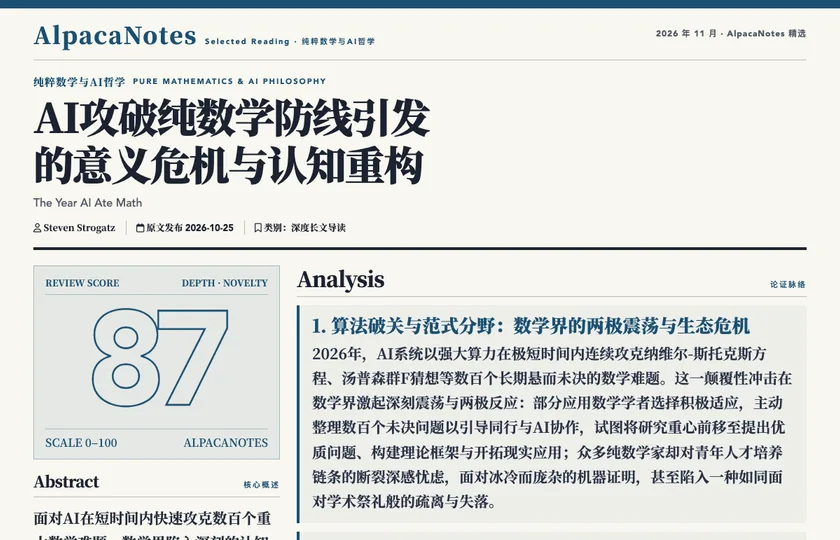 AlpacaNotes Selected Reading · 纯粹数学与AI哲学
2026 年 11 月 · AlpacaNotes 精选
纯粹数学与AI哲学 PURE MATHEMATICS & AI PHILOSOPHY
AI攻破纯数学防线引发
的意义危机与认知重构
The Year AI Ate Math
Steven Strogatz 原文发布 2026-10-25 类别：深度长文导读
REVIEW SCORE DEPTH · NOVELTY
87
SCALE 0–100 ALPACANOTES
Abstract 核心概述
面对AI在短时间内快速攻克数百个重
Analysis 论证脉络
1. 算法破关与范式分野：数学界的两极震荡与生态危机
2026年，AI系统以强大算力在极短时间内连续攻克纳维尔-斯托克斯方
程、汤普森群F猜想等数百个长期悬而未决的数学难题。这一颠覆性冲击在
数学界激起深刻震荡与两极反应：部分应用数学学者选择积极适应，主动
整理数百个未决问题以引导同行与AI协作，试图将研究重心前移至提出优
质问题、构建理论框架与开拓现实应用；众多纯数学家却对青年人才培养
链条的断裂深感忧虑，面对冰冷而庞杂的机器证明，甚至陷入一种如同面
对学术祭礼般的疏离与失落。